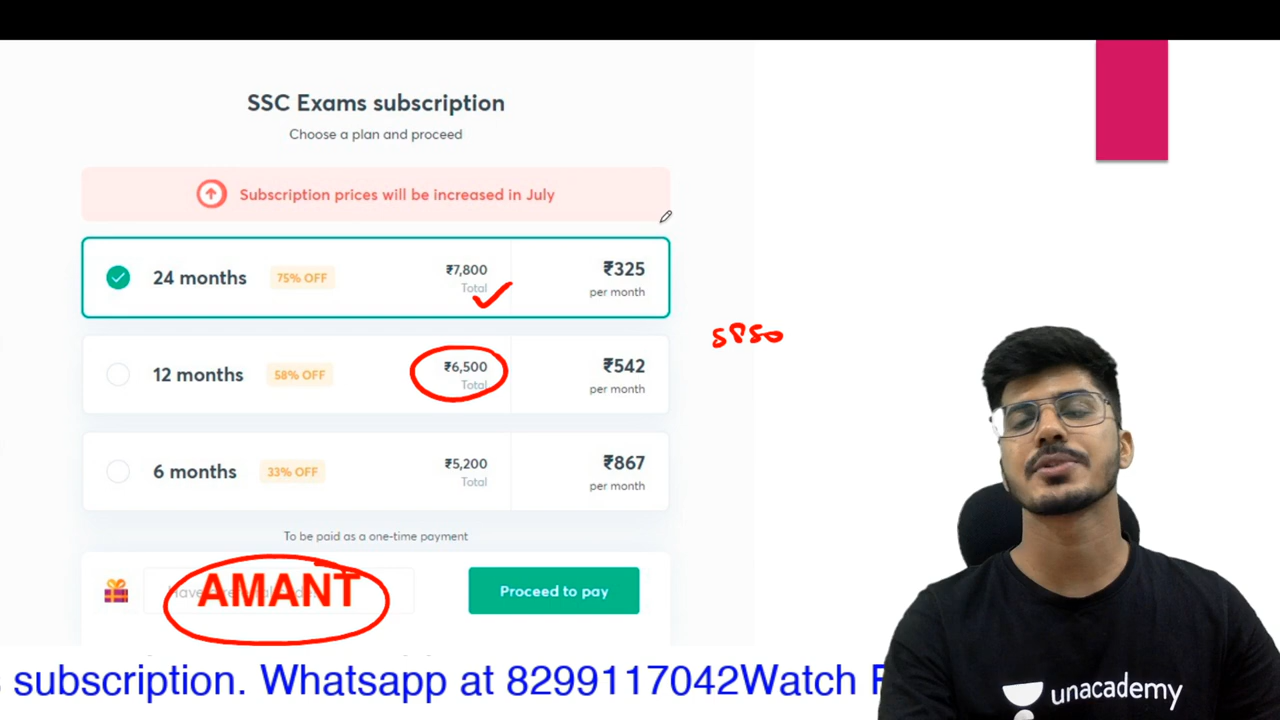 SSC Exams subscription
Choose a plan and proceed
Subscription prices will be increased in July
24 months 75% OFF ₹7,800 Total ₹325 per month
12 months 58% OFF ₹6,500 Total ₹542 per month
5850
6 months 33% OFF ₹5,200 Total ₹867 per month
To be paid as a one-time payment
AMANT
Proceed to pay
subscription. Whatsapp at 8299117042Watch
unacademy